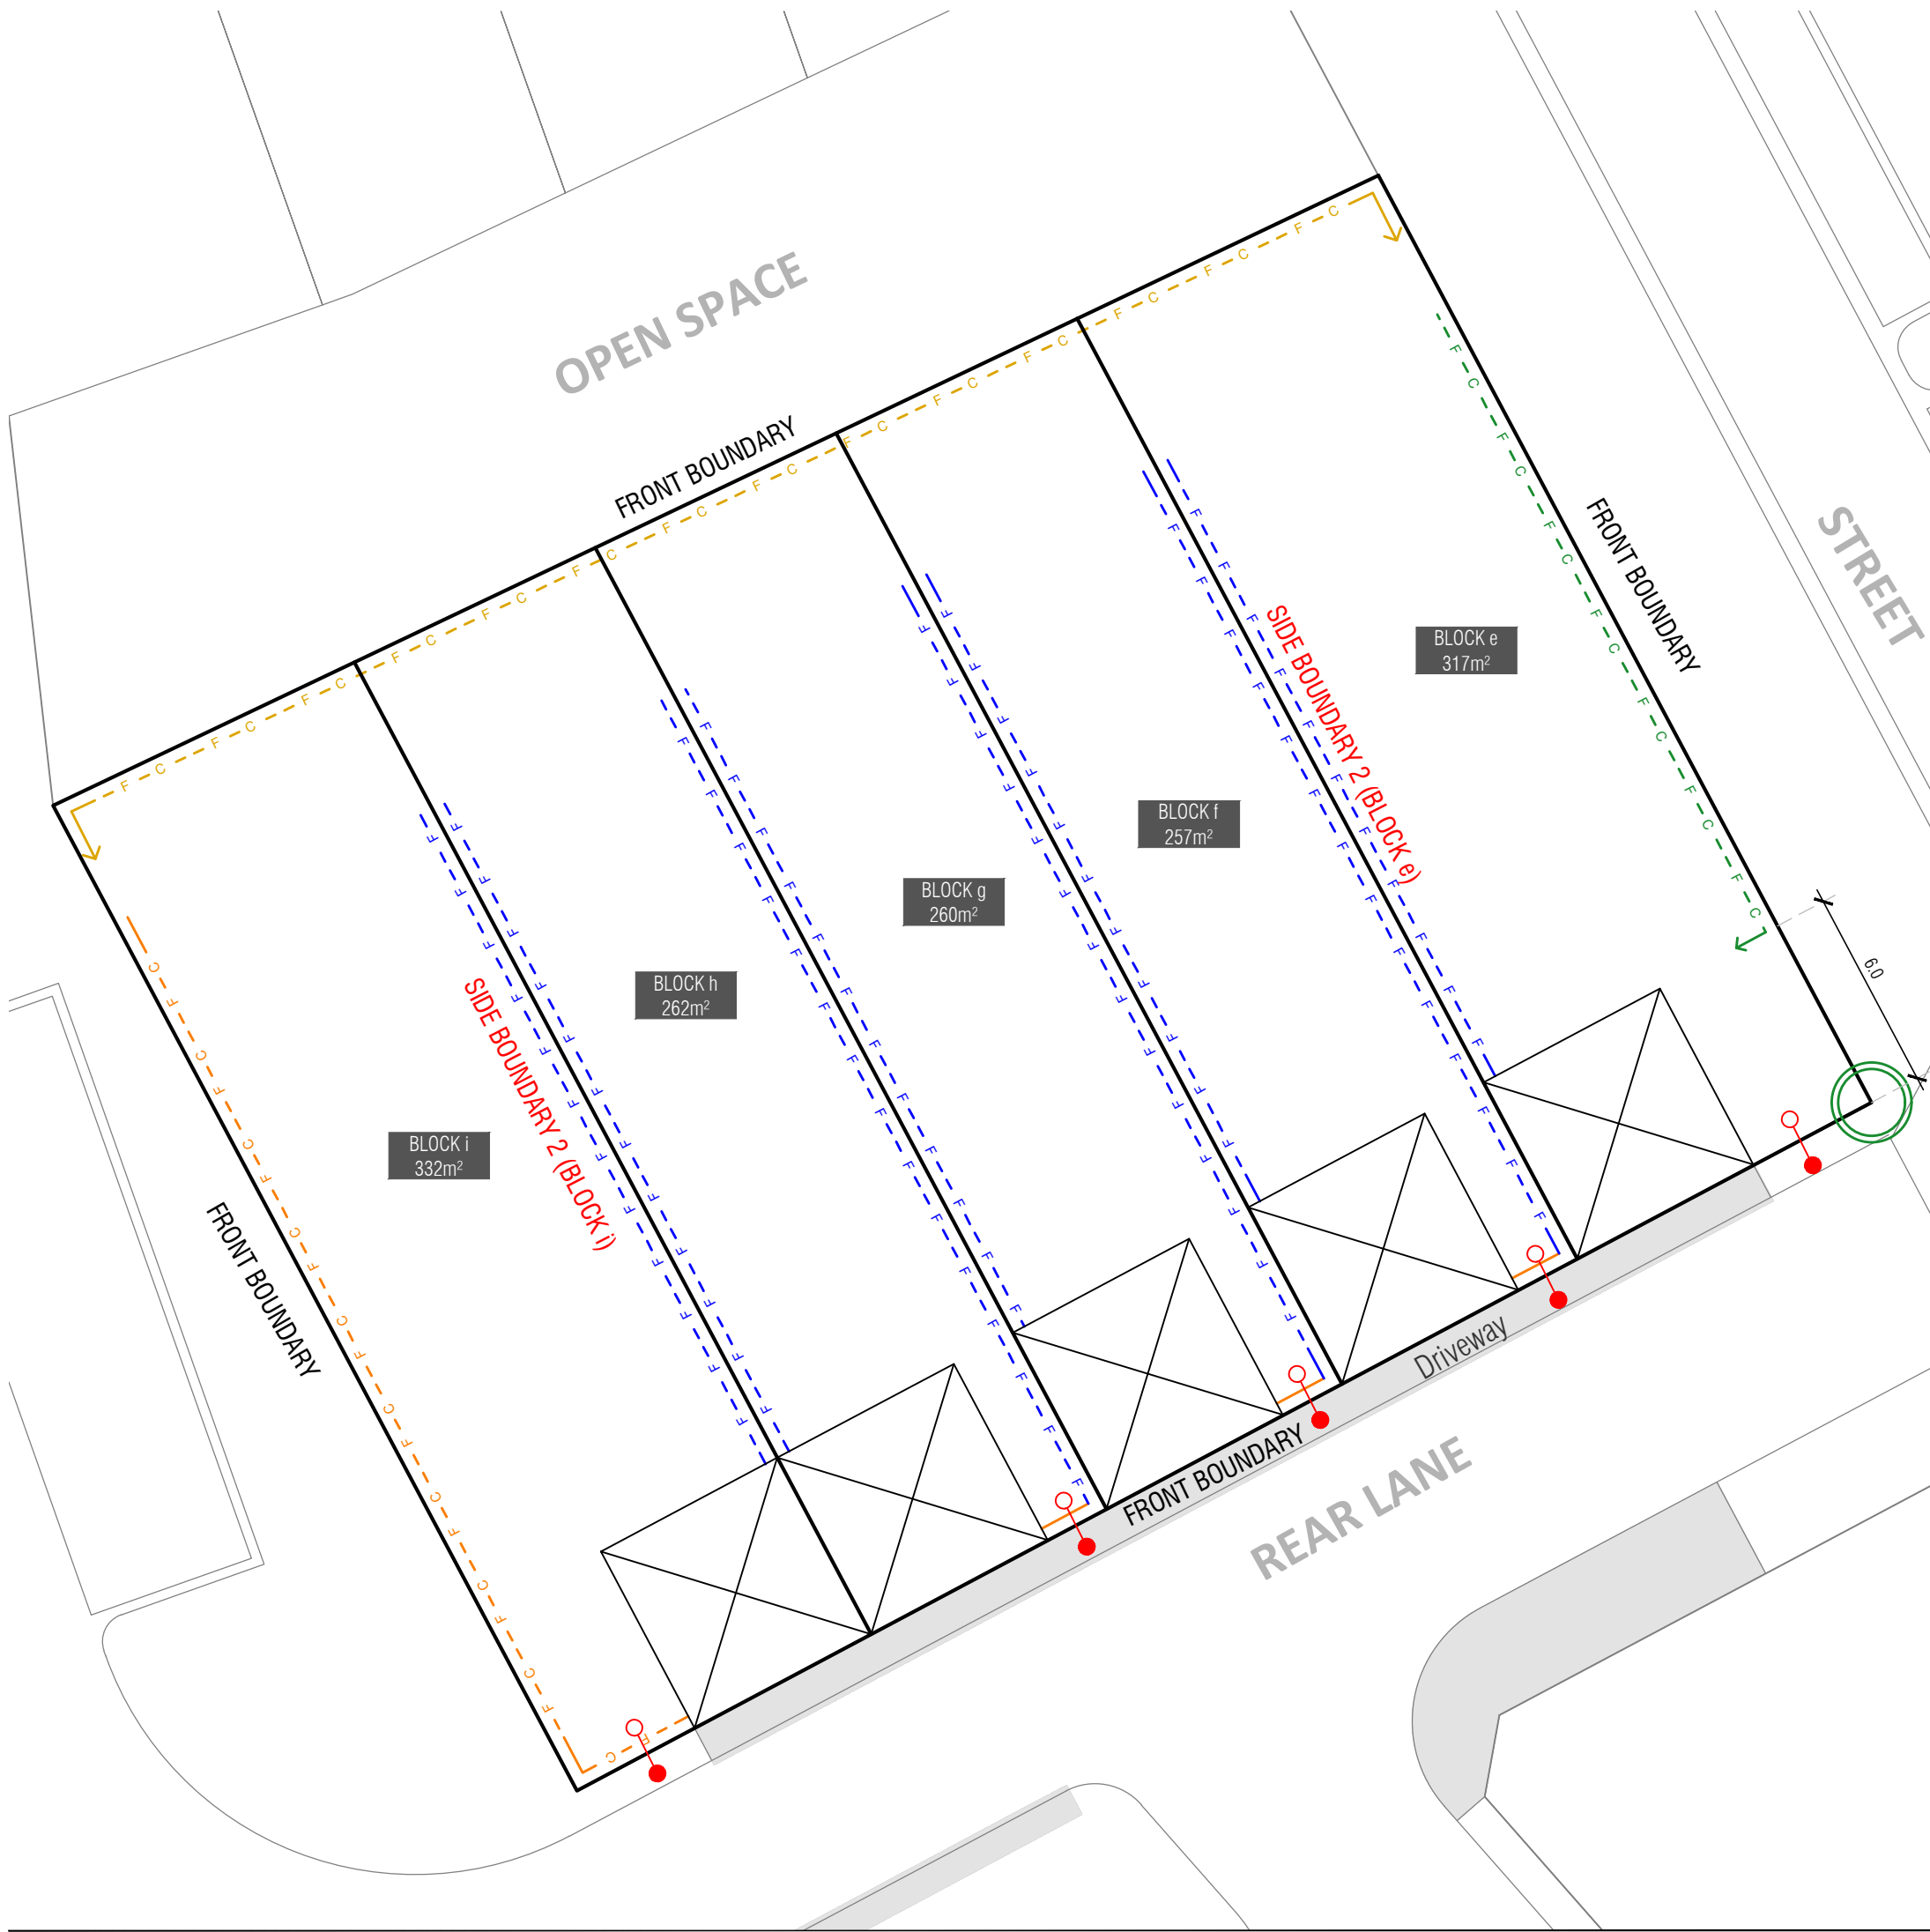 OPEN SPACE
FRONT BOUNDARY
FRONT BOUNDARY
STREET
SIDE BOUNDARY 2 (BLOCK e)
BLOCK e
317m²
BLOCK f
257m²
BLOCK g
260m²
BLOCK h
262m²
6.0
SIDE BOUNDARY 2 (BLOCK i)
BLOCK i
332m²
FRONT BOUNDARY
Driveway
FRONT BOUNDARY
REAR LANE